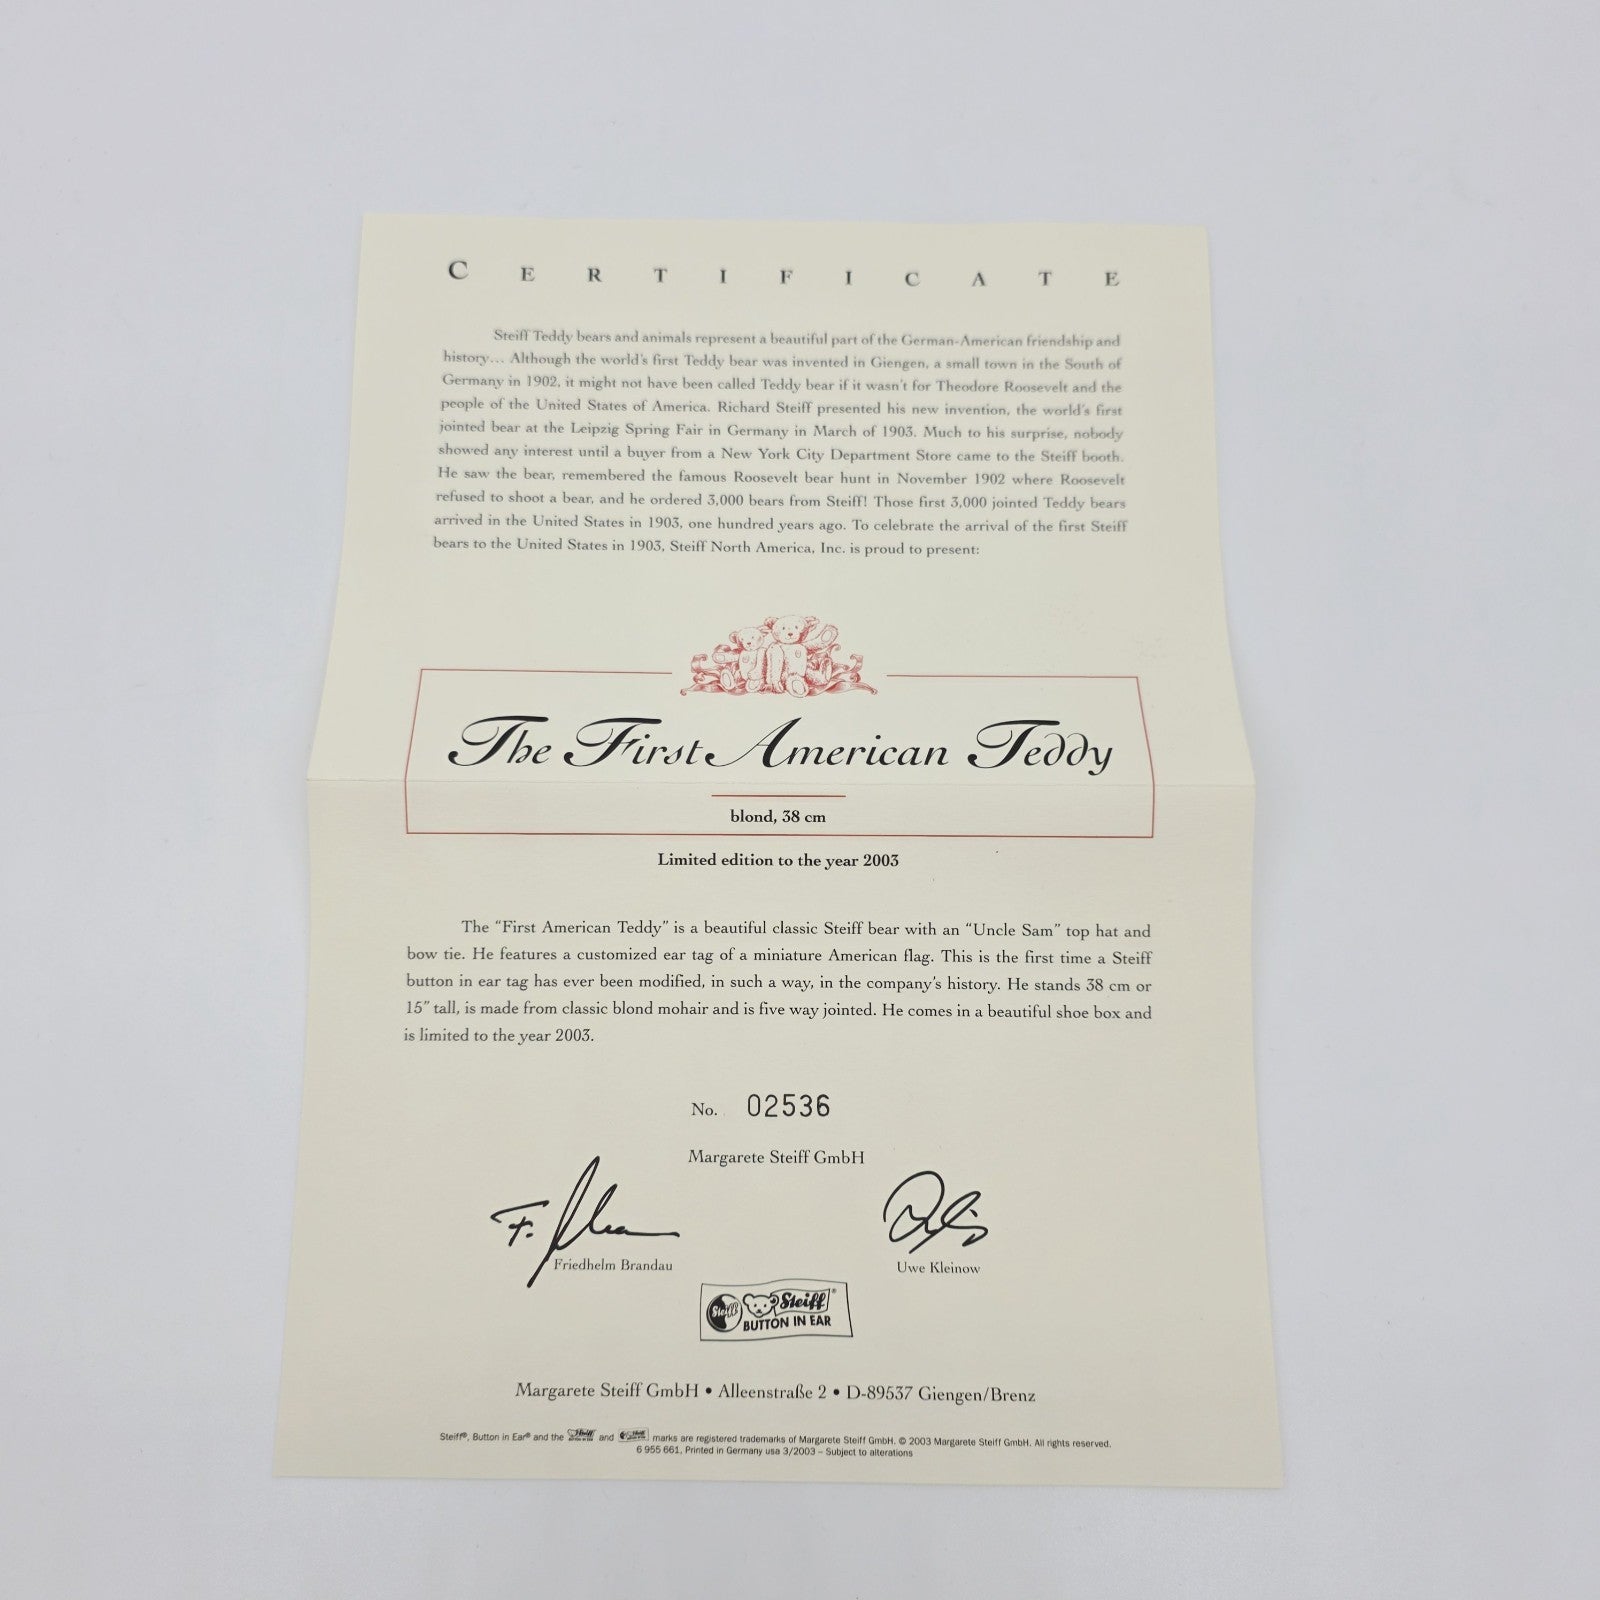 CERTIFICATE
Steiff Teddy bears and animals represent a beautiful part of the German-American friendship and
history... Although the world's first Teddy bear was invented in Giengen, a small town in the South of
Germany in 1902, it might not have been called Teddy bear if it wasn't for Theodore Roosevelt and the
people of the United States of America. Richard Steiff presented his new invention, the world's first
jointed bear at the Leipzig Spring Fair in Germany in March of 1903. Much to his surprise, nobody
showed any interest until a buyer from a New York City Department Store came to the Steiff booth.
He saw the bear, remembered the famous Roosevelt bear hunt in November 1902 where Roosevelt
refused to shoot a bear, and he ordered 3,000 bears from Steiff! Those first 3,000 jointed Teddy bears
arrived in the United States in 1903, one hundred years ago. To celebrate the arrival of the first Steiff
bears to the United States in 1903, Steiff North America, Inc. is proud to present:
The First American Teddy
blond, 38 cm
Limited edition to the year 2003
The “First American Teddy” is a beautiful classic Steiff bear with an “Uncle Sam” top hat and
bow tie. He features a customized ear tag of a miniature American flag. This is the first time a Steiff
button in ear tag has ever been modified, in such a way, in the company's history. He stands 38 cm or
15″ tall, is made from classic blond mohair and is five way jointed. He comes in a beautiful shoe box and
is limited to the year 2003.
No. 02536
Margarete Steiff GmbH
Friedhelm Brandau
Uwe Kleinow
Steiff Steiff®
BUTTON IN EAR
Margarete Steiff GmbH • Alleenstraße 2 • D-89537 Giengen/Brenz
Steiff®, Button in Ear® and the and marks are registered trademarks of Margarete Steiff GmbH. © 2003 Margarete Steiff GmbH. All rights reserved.
6 955 661, Printed in Germany usa 3/2003 – Subject to alterations